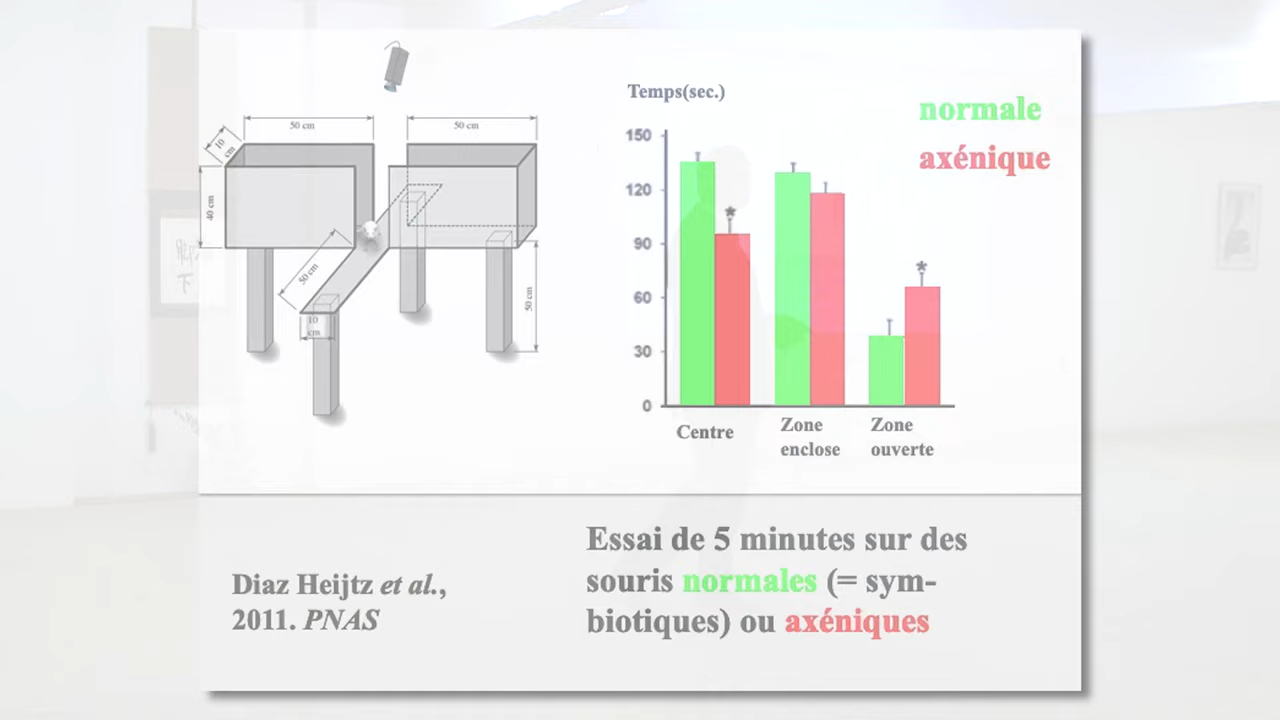 50 cm
50 cm
10
cm
40 cm
50 cm
10
cm
50 cm
Temps(sec.)
normale
axénique
150
120
90
60
30
0
*
*
Centre
Zone
enclose
Zone
ouverte
Diaz Heijtz et al.,
2011. PNAS
Essai de 5 minutes sur des
souris normales (= sym-
biotiques) ou axéniques